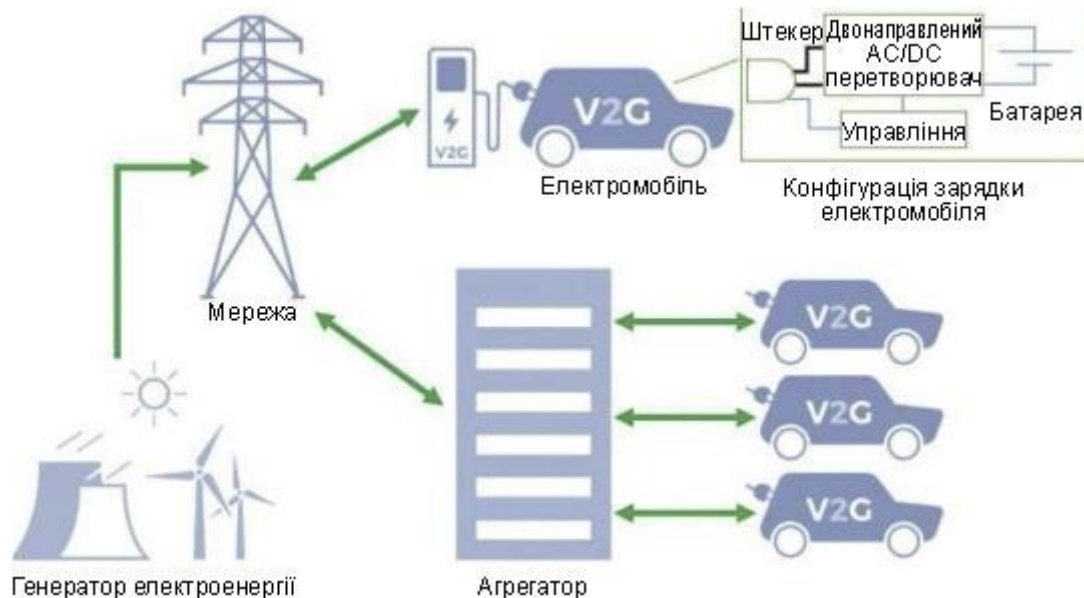 Штекер
Двонаправлений
AC/DC
перетворювач
Батарея
Управління
V2G
V2G
Електромобіль
Конфігурація зарядки
електромобіля
Мережа
V2G
V2G
V2G
Генератор електроенергії
Агрегатор